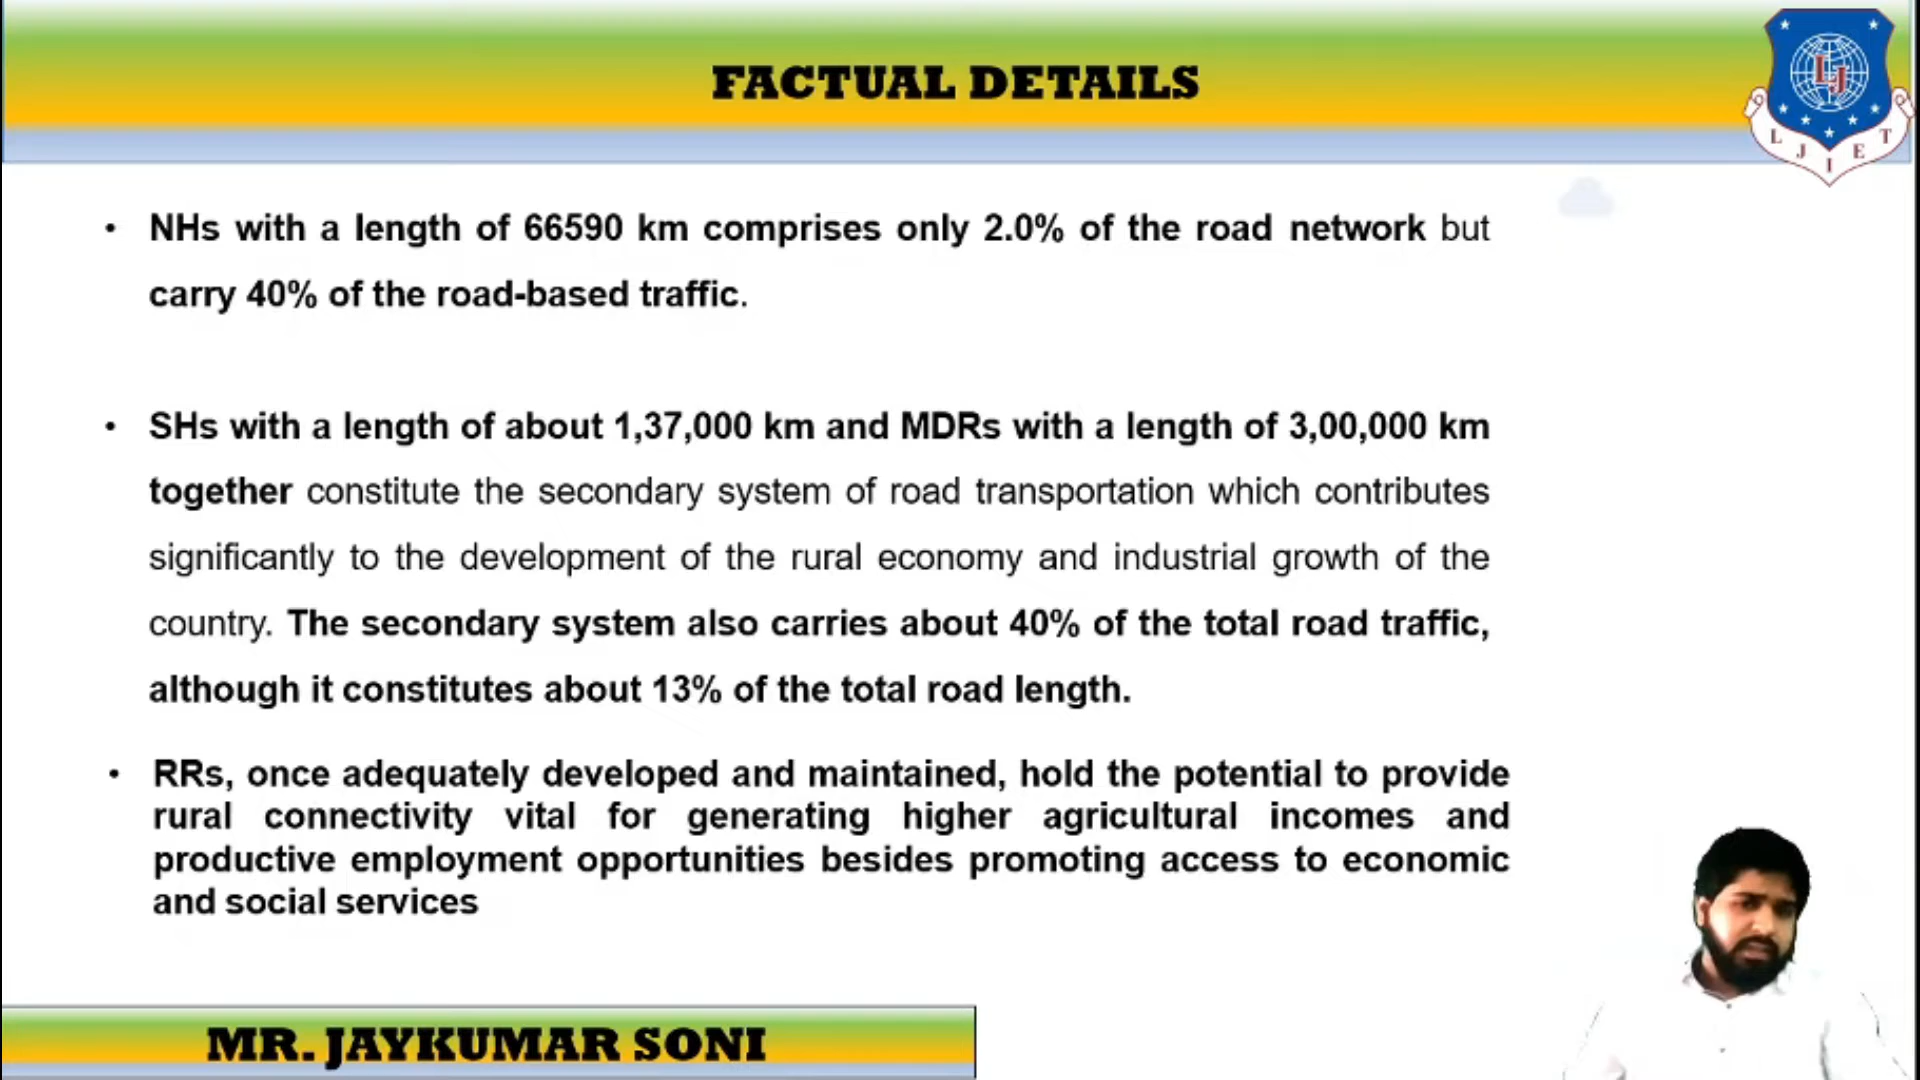 FACTUAL DETAILS
LJ
L J I E T
• NHs with a length of 66590 km comprises only 2.0% of the road network but
carry 40% of the road-based traffic.
• SHs with a length of about 1,37,000 km and MDRs with a length of 3,00,000 km
together constitute the secondary system of road transportation which contributes
significantly to the development of the rural economy and industrial growth of the
country. The secondary system also carries about 40% of the total road traffic,
although it constitutes about 13% of the total road length.
• RRs, once adequately developed and maintained, hold the potential to provide
rural connectivity vital for generating higher agricultural incomes and
productive employment opportunities besides promoting access to economic
and social services
MR. JAYKUMAR SONI